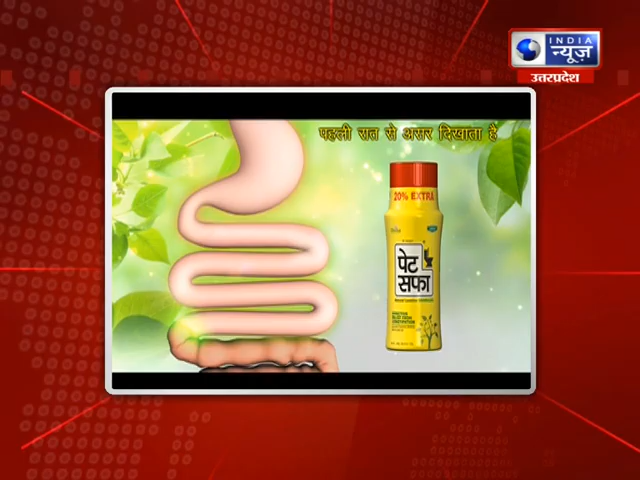 INDIA
न्यूज़
उत्तरप्रदेश
पहली रात से असर दिखाता है
20% EXTRA
पेट
सफा